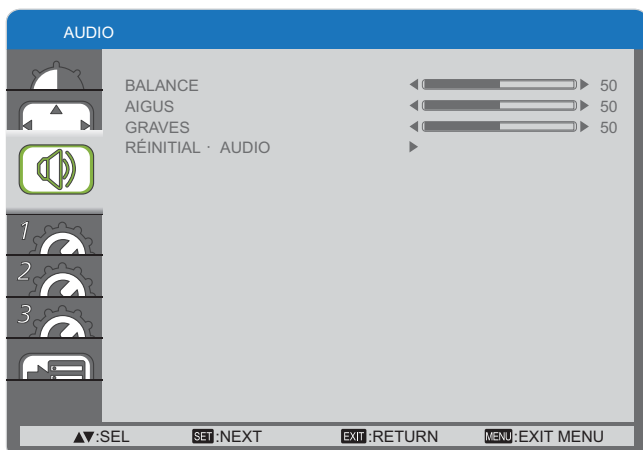 AUDIO
BALANCE 50
AIGUS 50
GRAVES 50
RÉINITIAL · AUDIO
1
2
3
▲▼:SEL SET:NEXT EXIT:RETURN MENU:EXIT MENU